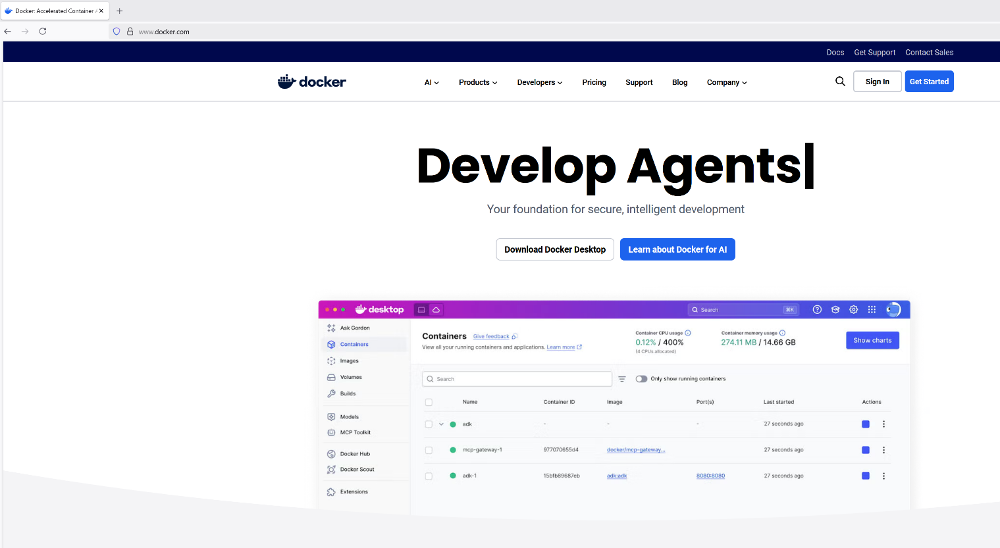 Docker: Accelerated Container A
www.docker.com
Docs Get Support Contact Sales
docker AI Products Developers Pricing Support Blog Company Sign In Get Started
Develop Agents
Your foundation for secure, intelligent development
Download Docker Desktop Learn about Docker for AI
desktop Search ⌘K
Ask Gordon
Containers
Images
Volumes
Builds
Models
MCP Toolkit
Docker Hub
Docker Scout
Extensions
Containers Give feedback
View all your running containers and applications. Learn more
Container CPU usage
0.12% / 400%
(4 CPUs allocated)
Container memory usage
274.11 MB / 14.66 GB
Show charts
Search Only show running containers
Name Container ID Image Port(s) Last started Actions
adk - - - 27 seconds ago
mcp-gateway-1 977070655d4 docker/mcp-gateway... 27 seconds ago
adk-1 15bfb89687eb adk:adk 8080:8080 27 seconds ago